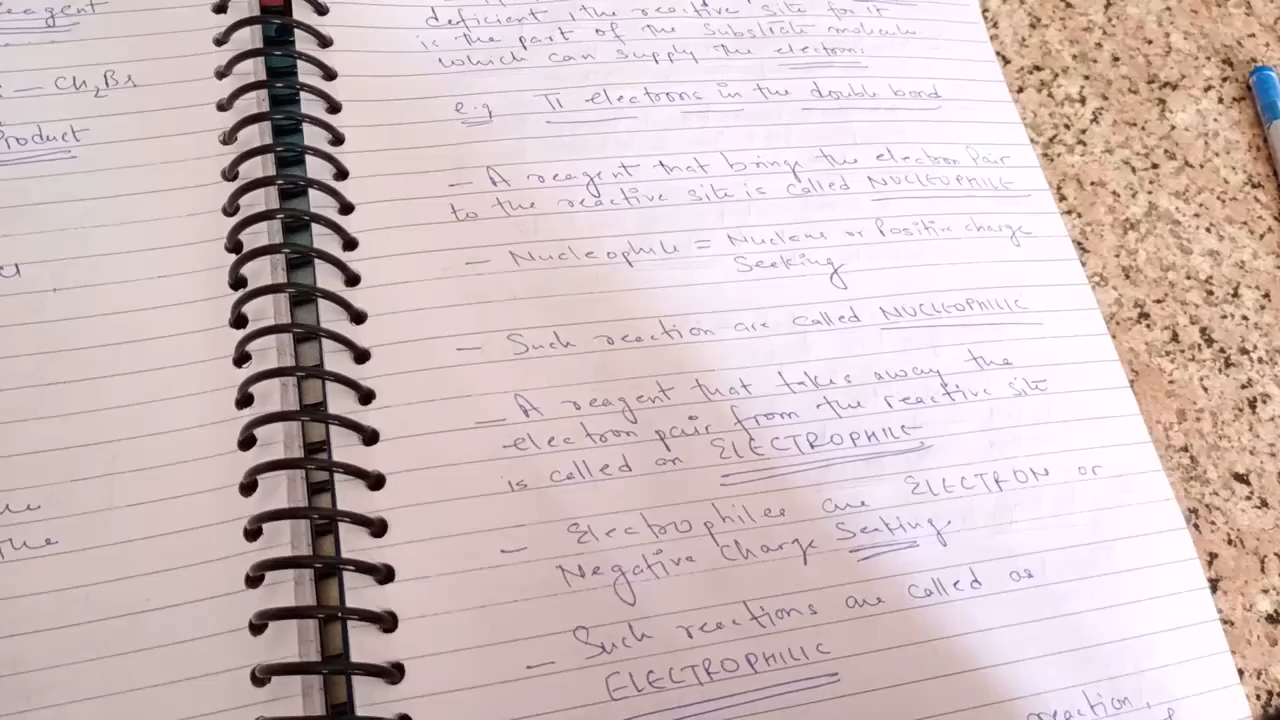 eagent
— CH2Br
Product
the
deficient, the reactive site for it
is the part of the substrate molecule
which can supply the electrons
e.g π electrons in the double bond
— A reagent that brings the electron Pair
to the reactive site is called NUCLEOPHILE
— Nucleophile = Nucleus or Positive charge
Seeking
— Such reaction are called NUCLEOPHILIC
— A reagent that takes away the
electron pair from the reactive site
is called an ELECTROPHILE
— Electrophiles are ELECTRON or
Negative charge Seeking
— Such reactions are called as
ELECTROPHILIC
reaction,